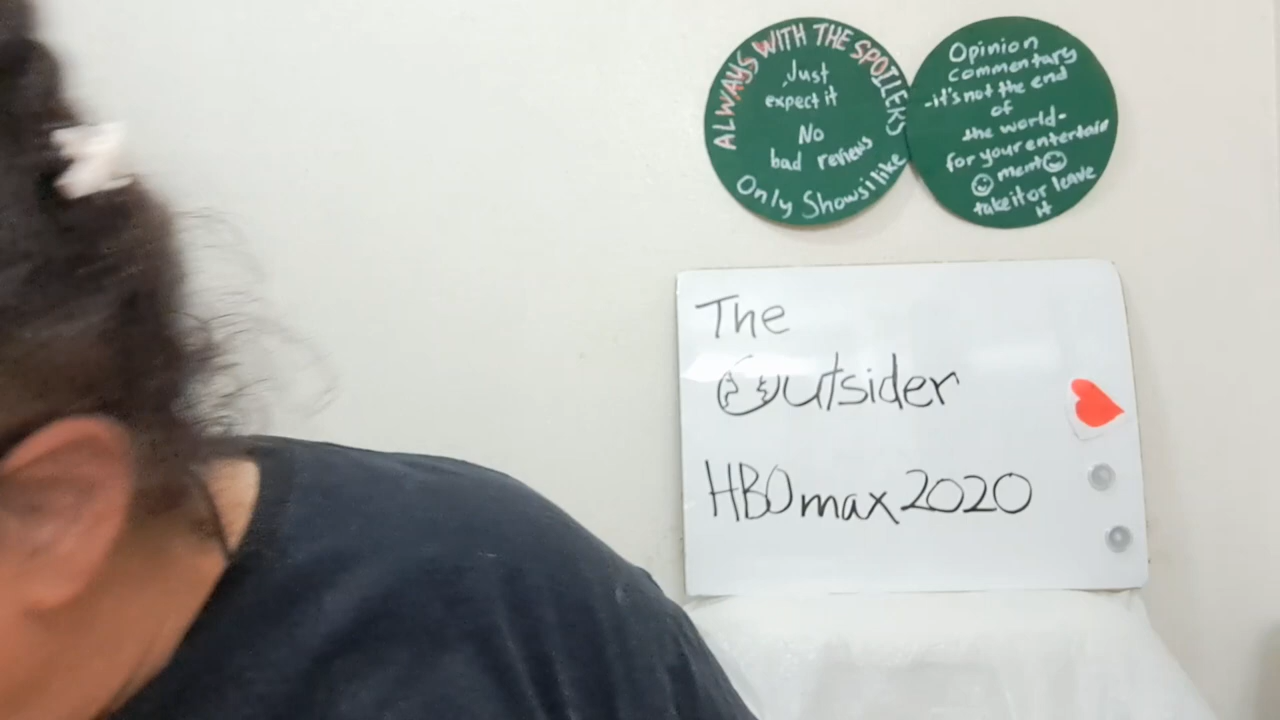 ALWAYS WITH THE SPOILERS
Just
expect it
No
bad reviews
Only Shows i like
Opinion
commentary
-it's not the end
of
the world-
for your entertain
ment
take it or leave
it
The
Outsider
HBOmax2020